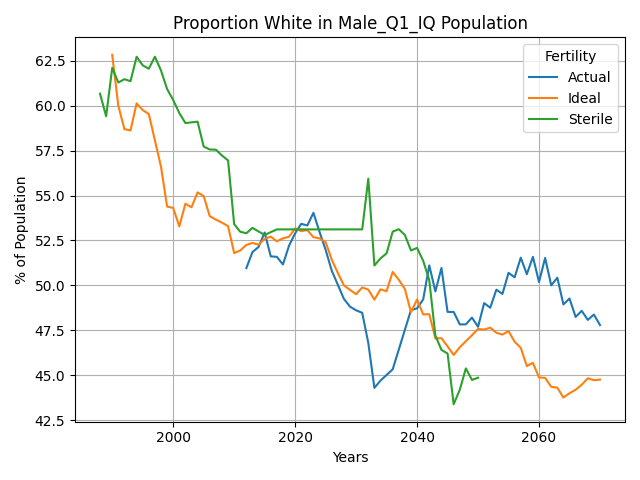 Proportion White in Male_Q1_IQ Population
Fertility
Actual
Ideal
Sterile
% of Population
62.5
60.0
57.5
55.0
52.5
50.0
47.5
45.0
42.5
2000
2020
2040
2060
Years